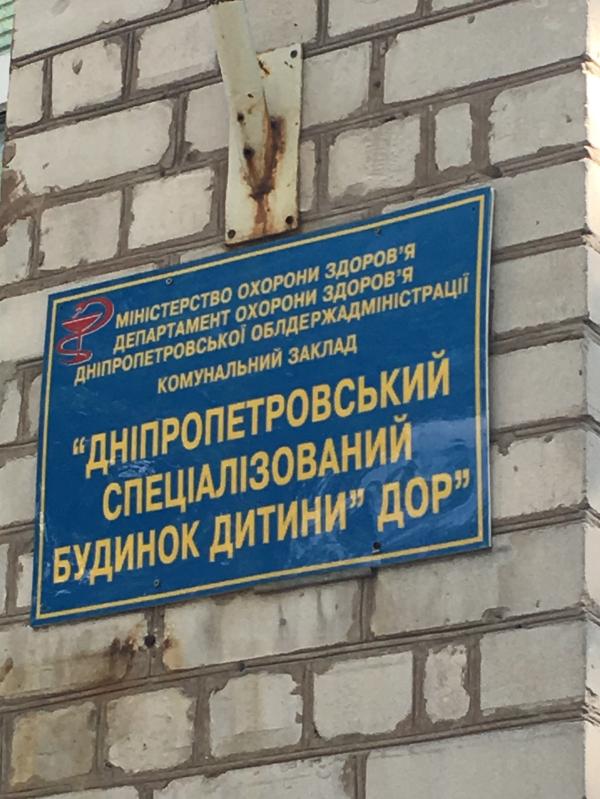 МІНІСТЕРСТВО ОХОРОНИ ЗДОРОВ'Я
ДЕПАРТАМЕНТ ОХОРОНИ ЗДОРОВ'Я
ДНІПРОПЕТРОВСЬКОЇ ОБЛДЕРЖАДМІНІСТРАЦІЇ
КОМУНАЛЬНИЙ ЗАКЛАД
“ДНІПРОПЕТРОВСЬКИЙ
СПЕЦІАЛІЗОВАНИЙ
БУДИНОК ДИТИНИ” ДОР”